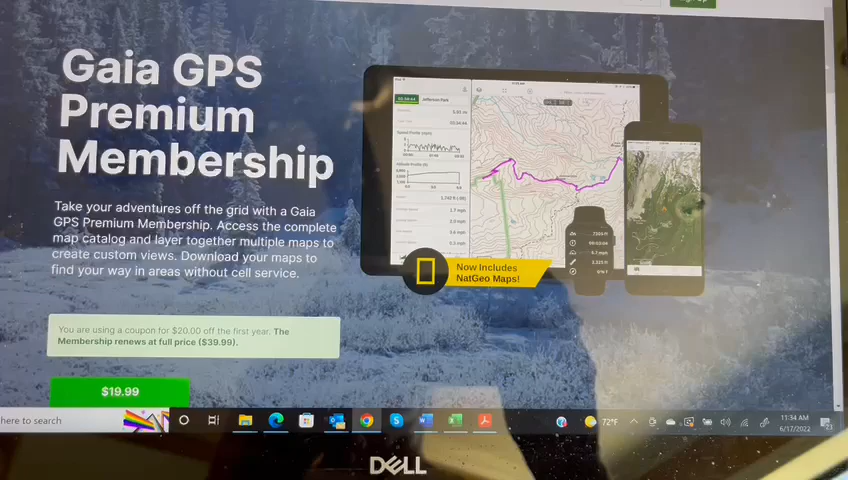 Gaia GPS
Premium
Membership
Take your adventures off the grid with a Gaia
GPS Premium Membership. Access the complete
map catalog and layer together multiple maps to
create custom views. Download your maps to
find your way in areas without cell service.
Jefferson Park
Now Includes
NatGeo Maps!
You are using a coupon for $20.00 off the first year. The
Membership renews at full price ($39.99).
$19.99
here to search
72°F
11:34 AM
6/17/2022
DELL